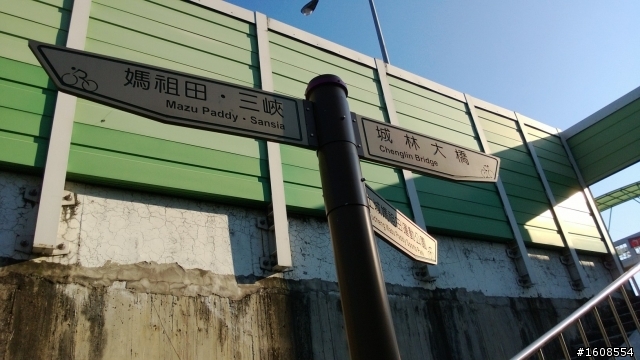 媽祖田・三峽
Mazu Paddy・Sansia
城林大橋
Chenglin Bridge
#1608554